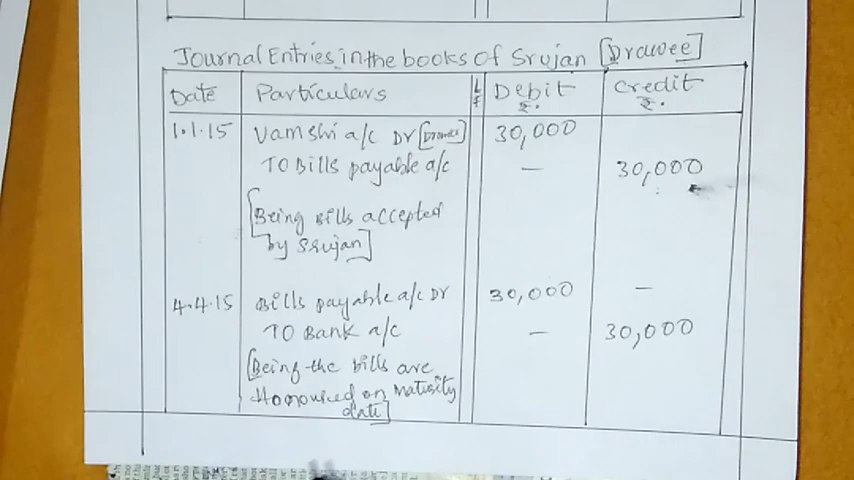 Journal Entries in the books of Srujan [Drawee]
Date Particulars LF Debit ₹. Credit ₹.
1.1.15 Vamshi a/c Dr [Drawer] 30,000
TO Bills payable a/c — 30,000
[Being Bills accepted
by Srujan]
4.4.15 Bills payable a/c Dr 30,000 —
TO Bank a/c — 30,000
[Being the bills are
Honoured on maturity
date]